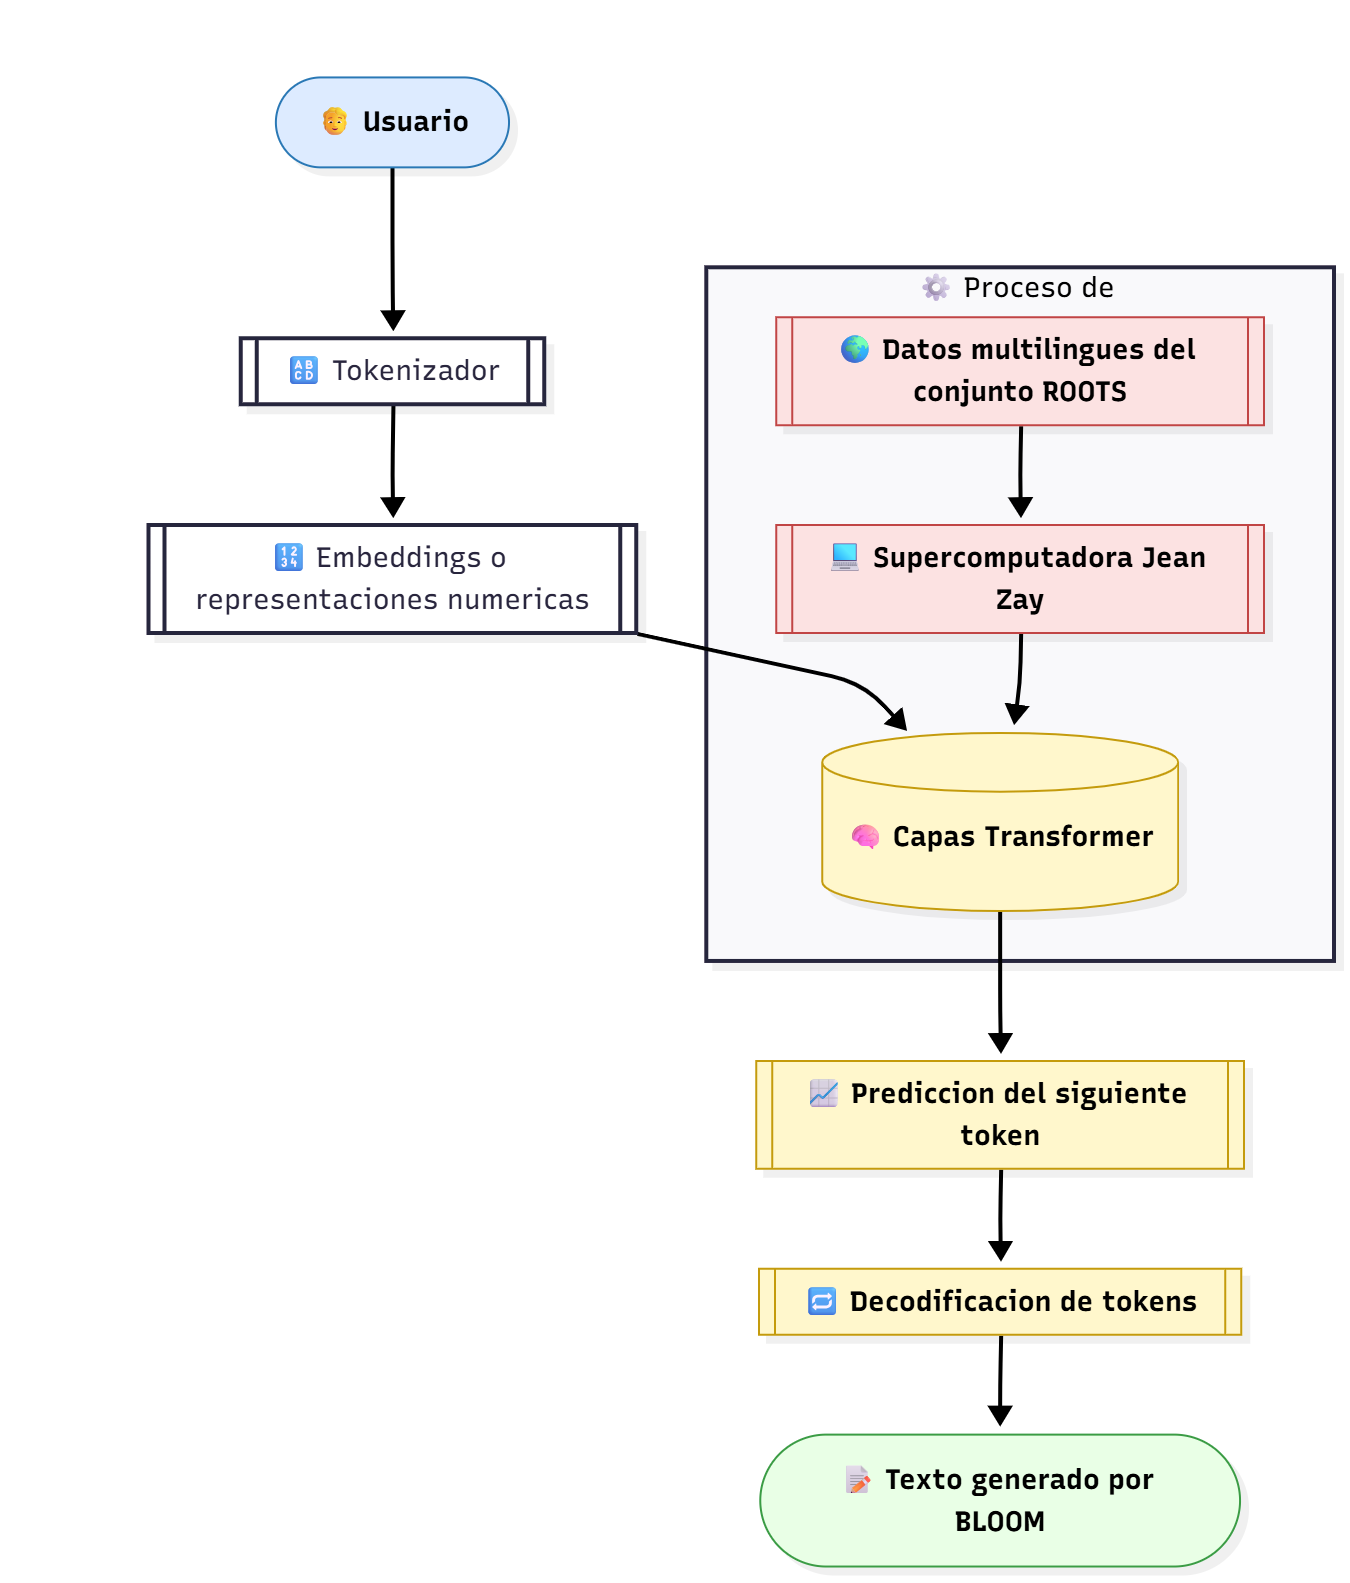 Usuario
Tokenizador
Embeddings o
representaciones numericas
Proceso de
Datos multilingues del
conjunto ROOTS
Supercomputadora Jean
Zay
Capas Transformer
Prediccion del siguiente
token
Decodificacion de tokens
Texto generado por
BLOOM